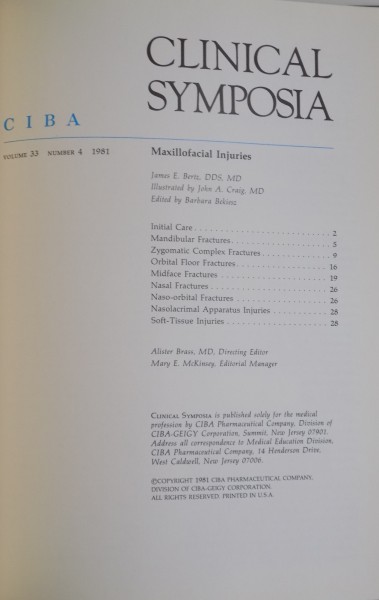 CLINICAL
SYMPOSIA
CIBA
VOLUME 33 NUMBER 4 1981
Maxillofacial Injuries
James E. Bertz, DDS, MD
Illustrated by John A. Craig, MD
Edited by Barbara Bekiesz
Initial Care . . . . . . . . . . . . . . . . . . . . . . . . . . . 2
Mandibular Fractures . . . . . . . . . . . . . . . . . . . . 5
Zygomatic Complex Fractures . . . . . . . . . . . . . . 9
Orbital Floor Fractures . . . . . . . . . . . . . . . . . . . 16
Midface Fractures . . . . . . . . . . . . . . . . . . . . . . 19
Nasal Fractures . . . . . . . . . . . . . . . . . . . . . . . . 26
Naso-orbital Fractures . . . . . . . . . . . . . . . . . . . 26
Nasolacrimal Apparatus Injuries . . . . . . . . . . . . 28
Soft-Tissue Injuries . . . . . . . . . . . . . . . . . . . . . 28
Alister Brass, MD, Directing Editor
Mary E. McKinsey, Editorial Manager
CLINICAL SYMPOSIA is published solely for the medical
profession by CIBA Pharmaceutical Company, Division of
CIBA-GEIGY Corporation, Summit, New Jersey 07901.
Address all correspondence to Medical Education Division,
CIBA Pharmaceutical Company, 14 Henderson Drive,
West Caldwell, New Jersey 07006.
©COPYRIGHT 1981 CIBA PHARMACEUTICAL COMPANY,
DIVISION OF CIBA-GEIGY CORPORATION.
ALL RIGHTS RESERVED. PRINTED IN U.S.A.